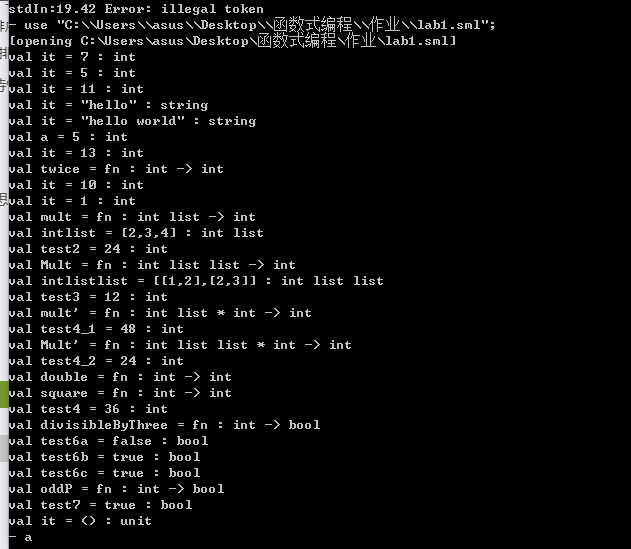 stdIn:19.42 Error: illegal token
- use "C:\\Users\\asus\\Desktop\\函数式编程\\作业\\lab1.sml";
[opening C:\Users\asus\Desktop\函数式编程\作业\lab1.sml]
val it = 7 : int
val it = 5 : int
val it = 11 : int
val it = "hello" : string
val it = "hello world" : string
val a = 5 : int
val it = 13 : int
val twice = fn : int -> int
val it = 10 : int
val it = 1 : int
val mult = fn : int list -> int
val intlist = [2,3,4] : int list
val test2 = 24 : int
val Mult = fn : int list list -> int
val intlistlist = [[1,2],[2,3]] : int list list
val test3 = 12 : int
val mult' = fn : int list * int -> int
val test4_1 = 48 : int
val Mult' = fn : int list list * int -> int
val test4_2 = 24 : int
val double = fn : int -> int
val square = fn : int -> int
val test4 = 36 : int
val divisibleByThree = fn : int -> bool
val test6a = false : bool
val test6b = true : bool
val test6c = true : bool
val oddP = fn : int -> bool
val test7 = true : bool
val it = () : unit
- a